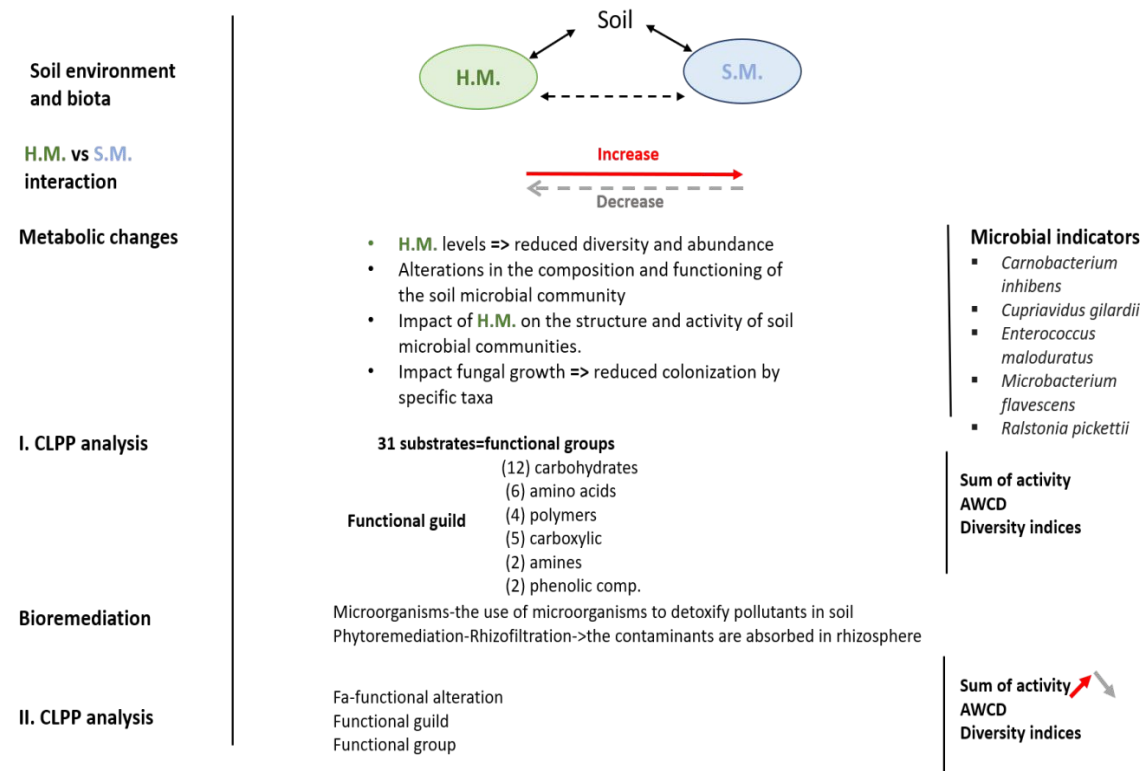 Soil
Soil environment
and biota
H.M.
S.M.
H.M. vs S.M.
interaction
Increase
Decrease
Metabolic changes
• H.M. levels => reduced diversity and abundance
• Alterations in the composition and functioning of
the soil microbial community
• Impact of H.M. on the structure and activity of soil
microbial communities.
• Impact fungal growth => reduced colonization by
specific taxa
Microbial indicators
▪ Carnobacterium
inhibens
▪ Cupriavidus gilardii
▪ Enterococcus
maloduratus
▪ Microbacterium
flavescens
▪ Ralstonia pickettii
I. CLPP analysis
31 substrates=functional groups
(12) carbohydrates
(6) amino acids
(4) polymers
Functional guild
(5) carboxylic
(2) amines
(2) phenolic comp.
Sum of activity
AWCD
Diversity indices
Bioremediation
Microorganisms-the use of microorganisms to detoxify pollutants in soil
Phytoremediation-Rhizofiltration->the contaminants are absorbed in rhizosphere
II. CLPP analysis
Fa-functional alteration
Functional guild
Functional group
Sum of activity
AWCD
Diversity indices